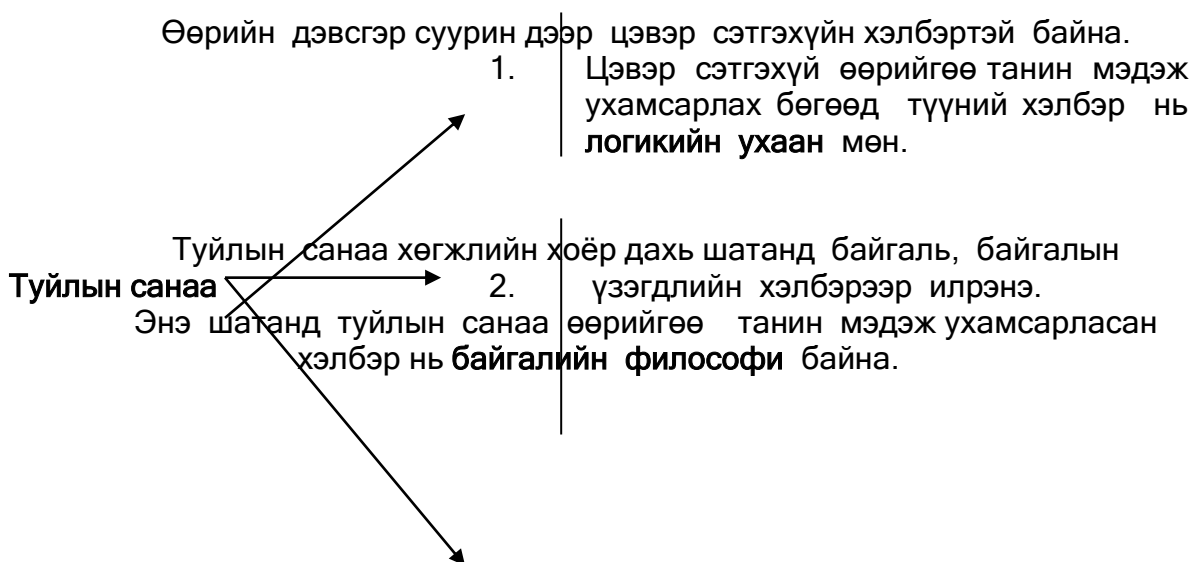 Өөрийн дэвсгэр суурин дээр цэвэр сэтгэхүйн хэлбэртэй байна.
1. Цэвэр сэтгэхүй өөрийгөө танин мэдэж
ухамсарлах бөгөөд түүний хэлбэр нь
логикийн ухаан мөн.
Туйлын санаа хөгжлийн хоёр дахь шатанд байгаль, байгалын
Туйлын санаа 2. үзэгдлийн хэлбэрээр илрэнэ.
Энэ шатанд туйлын санаа өөрийгөө танин мэдэж ухамсарласан
хэлбэр нь байгалийн философи байна.